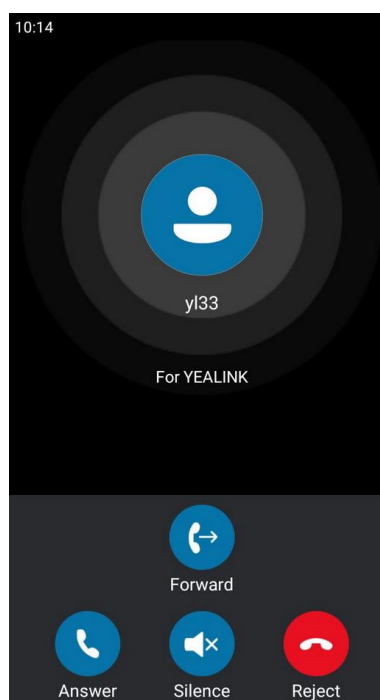 10:14
yl33
For YEALINK
Forward
Answer
Silence
Reject